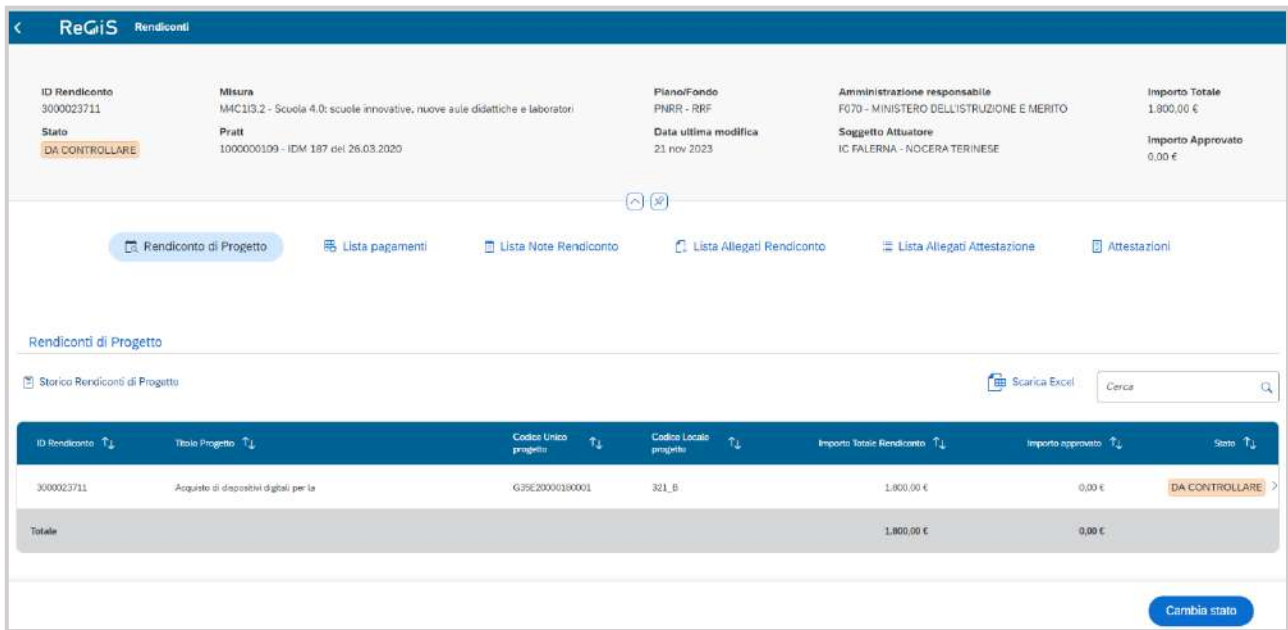 ReGiS Rendiconti
ID Rendiconto
3000023711
Stato
DA CONTROLLARE
Misura
M4C1I3.2 - Scuola 4.0: scuole innovative, nuove aule didattiche e laboratori
Pratt
1000000109 - IDM 187 del 26.03.2020
Piano/Fondo
PNRR - RRF
Data ultima modifica
21 nov 2023
Amministrazione responsabile
F070 - MINISTERO DELL'ISTRUZIONE E MERITO
Soggetto Attuatore
IC FALERNA - NOCERA TERINESE
Importo Totale
1.800,00 €
Importo Approvato
0,00 €
Rendiconto di Progetto Lista pagamenti Lista Note Rendiconto Lista Allegati Rendiconto Lista Allegati Attestazione Attestazioni
Rendiconti di Progetto
Storico Rendiconti di Progetto Scarica Excel Cerca
ID Rendiconto Titolo Progetto Codice Unico progetto Codice Locale progetto Importo Totale Rendiconto Importo approvato Stato
3000023711 Acquisto di dispositivi digitali per la G35E20000180001 321_B 1.800,00 € 0,00 € DA CONTROLLARE
Totale 1.800,00 € 0,00 €
Cambia stato